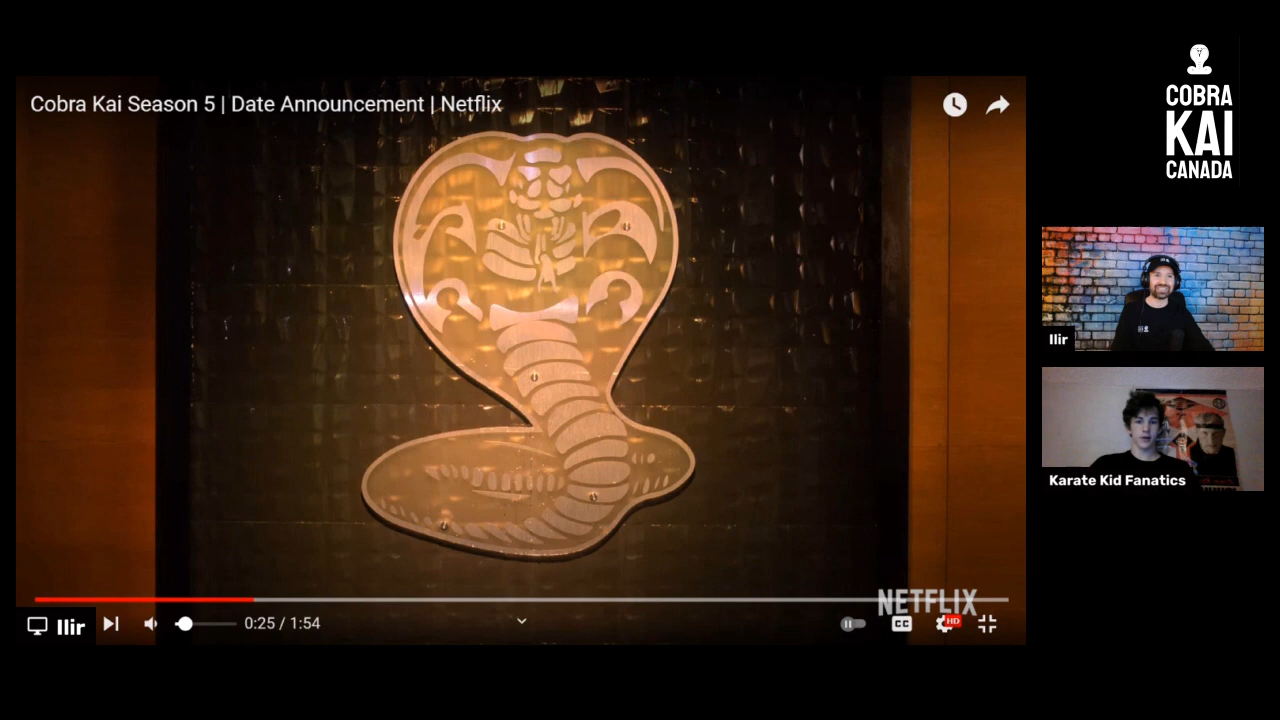 Cobra Kai Season 5 | Date Announcement | Netflix
COBRA
KAI
CANADA
Ilir
Karate Kid Fanatics
NETFLIX
Ilir
0:25 / 1:54
CC
HD